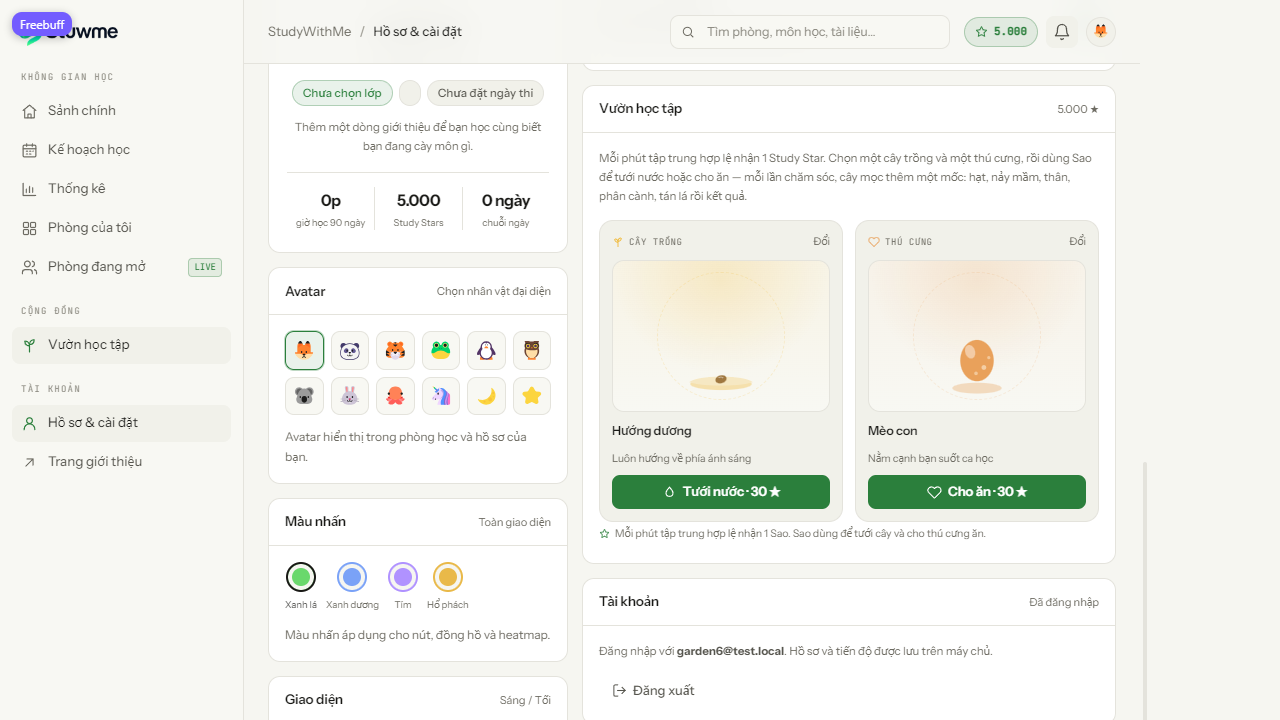 Freebuff
Stuwme
KHÔNG GIAN HỌC
Sảnh chính
Kế hoạch học
Thống kê
Phòng của tôi
Phòng đang mở
LIVE
CỘNG ĐỒNG
Vườn học tập
TÀI KHOẢN
Hồ sơ & cài đặt
Trang giới thiệu
StudyWithMe / Hồ sơ & cài đặt
Tìm phòng, môn học, tài liệu...
5.000
Chưa chọn lớp
Chưa đặt ngày thi
Thêm một dòng giới thiệu để bạn học cùng biết
bạn đang cày môn gì.
0p
5.000
0 ngày
giờ học 90 ngày
Study Stars
chuỗi ngày
Avatar
Chọn nhân vật đại diện
Avatar hiển thị trong phòng học và hồ sơ của
bạn.
Màu nhấn
Toàn giao diện
Xanh lá
Xanh dương
Tím
Hổ phách
Màu nhấn áp dụng cho nút, đồng hồ và heatmap.
Giao diện
Sáng / Tối
Vườn học tập
5.000 ★
Mỗi phút tập trung hợp lệ nhận 1 Study Star. Chọn một cây trồng và một thú cưng, rồi dùng Sao
để tưới nước hoặc cho ăn — mỗi lần chăm sóc, cây mọc thêm một mốc: hạt, nảy mầm, thân,
phân cành, tán lá rồi kết quả.
CÂY TRỒNG
Đổi
Hướng dương
Luôn hướng về phía ánh sáng
Tưới nước · 30 ★
THÚ CƯNG
Đổi
Mèo con
Nằm cạnh bạn suốt ca học
Cho ăn · 30 ★
Mỗi phút tập trung hợp lệ nhận 1 Sao. Sao dùng để tưới cây và cho thú cưng ăn.
Tài khoản
Đã đăng nhập
Đăng nhập với garden6@test.local. Hồ sơ và tiến độ được lưu trên máy chủ.
Đăng xuất